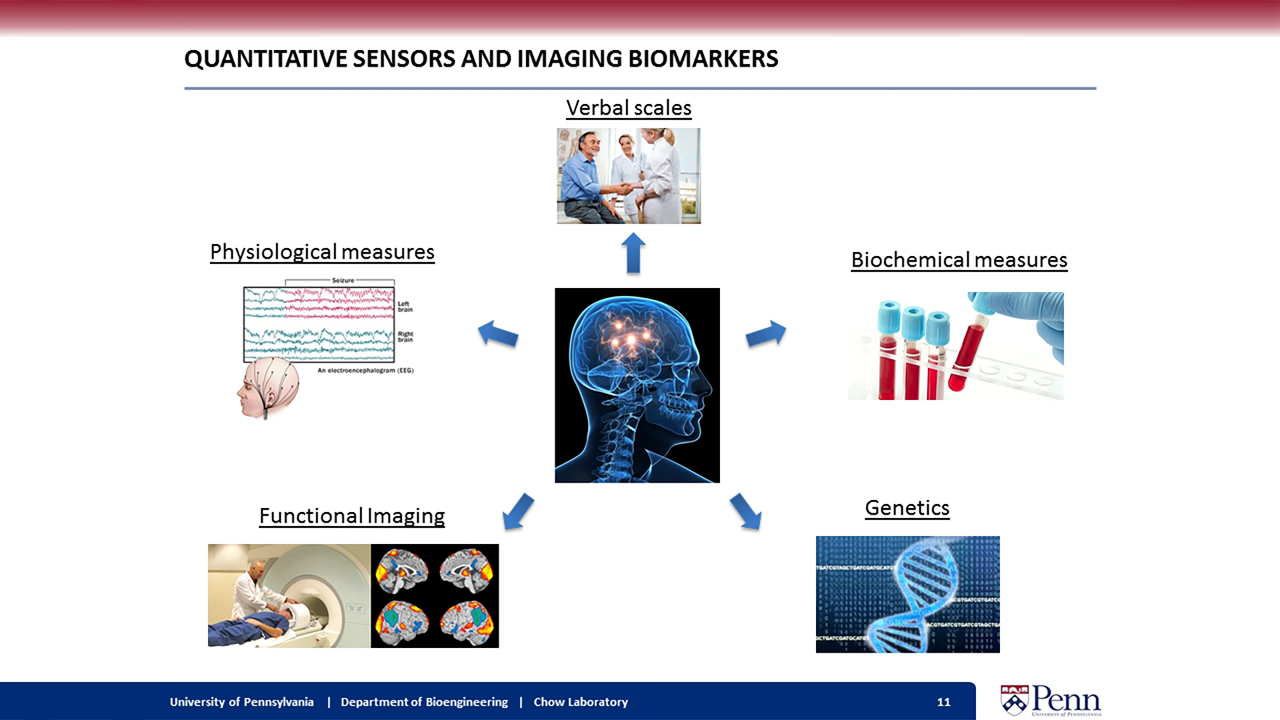 QUANTITATIVE SENSORS AND IMAGING BIOMARKERS
Verbal scales
Physiological measures
Seizure
Left
brain
Right
brain
An electroencephalogram (EEG)
Biochemical measures
Functional Imaging
Genetics
University of Pennsylvania | Department of Bioengineering | Chow Laboratory
11
Penn
UNIVERSITY OF PENNSYLVANIA